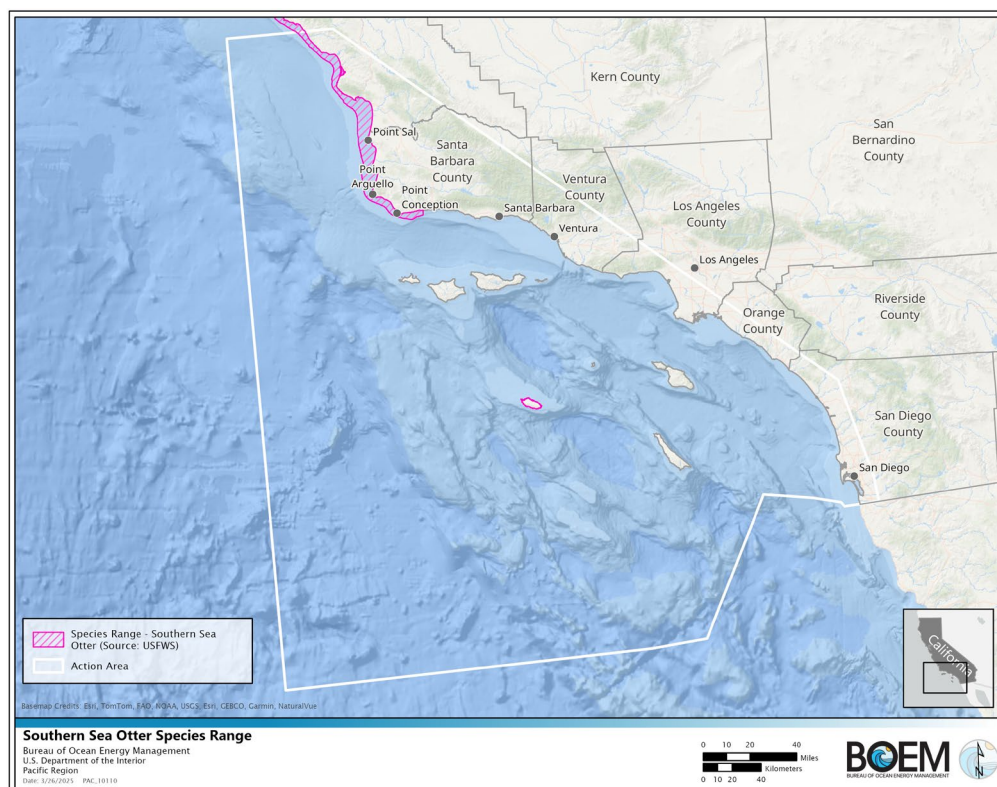 Kern County
San
Bernardino
County
Point Sal
Santa
Barbara
County
Point
Arguello
Point
Conception
Ventura
County
Santa Barbara
Ventura
Los Angeles
County
Los Angeles
Orange
County
Riverside
County
San Diego
County
San Diego
Species Range - Southern Sea
Otter (Source: USFWS)
Action Area
California
Basemap Credits: Esri, TomTom, FAO, NOAA, USGS, Esri, GEBCO, Garmin, NaturalVue
Southern Sea Otter Species Range
Bureau of Ocean Energy Management
U.S. Department of the Interior
Pacific Region
Date: 3/26/2025 PAC_10110
0 10 20 40
Miles
Kilometers
0 10 20 40
BOEM
BUREAU OF OCEAN ENERGY MANAGEMENT
N